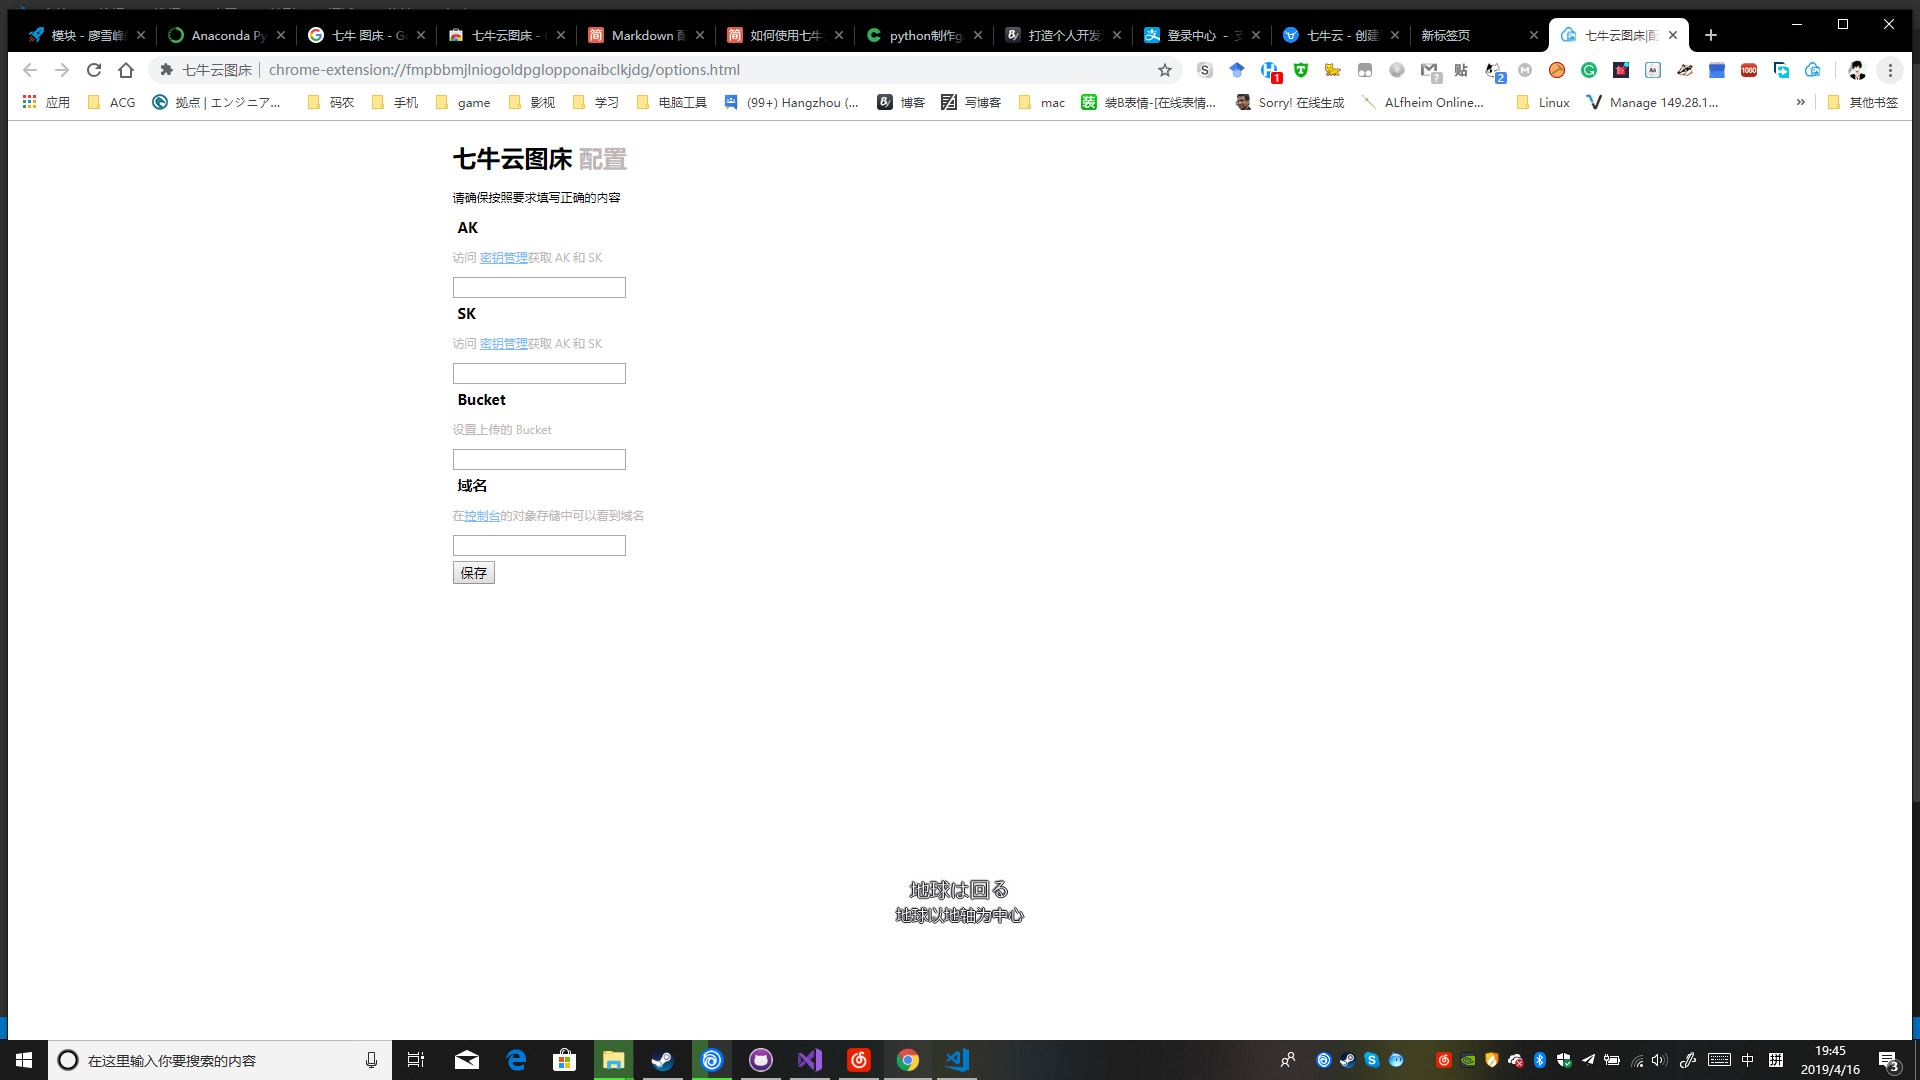 模块 - 廖雪峰
Anaconda Py
七牛 图床 - G
七牛云图床 -
Markdown
如何使用七牛
python制作g
打造个人开发
登录中心 -
七牛云 - 创建
新标签页
七牛云图床|配
七牛云图床 | chrome-extension://fmpbbmjlniogoldpglopponaibclkjdg/options.html
应用
ACG
拠点 | エンジニア...
码农
手机
game
影视
学习
电脑工具
(99+) Hangzhou (...
博客
写博客
mac
装B表情-[在线表情...
Sorry! 在线生成
ALfheim Online...
Linux
Manage 149.28.1...
»
其他书签
七牛云图床 配置
请确保按照要求填写正确的内容
AK
访问 密钥管理获取 AK 和 SK
SK
访问 密钥管理获取 AK 和 SK
Bucket
设置上传的 Bucket
域名
在控制台的对象存储中可以看到域名
保存
地球は回る
地球以地轴为中心
在这里输入你要搜索的内容
中
拼
19:45
2019/4/16
3